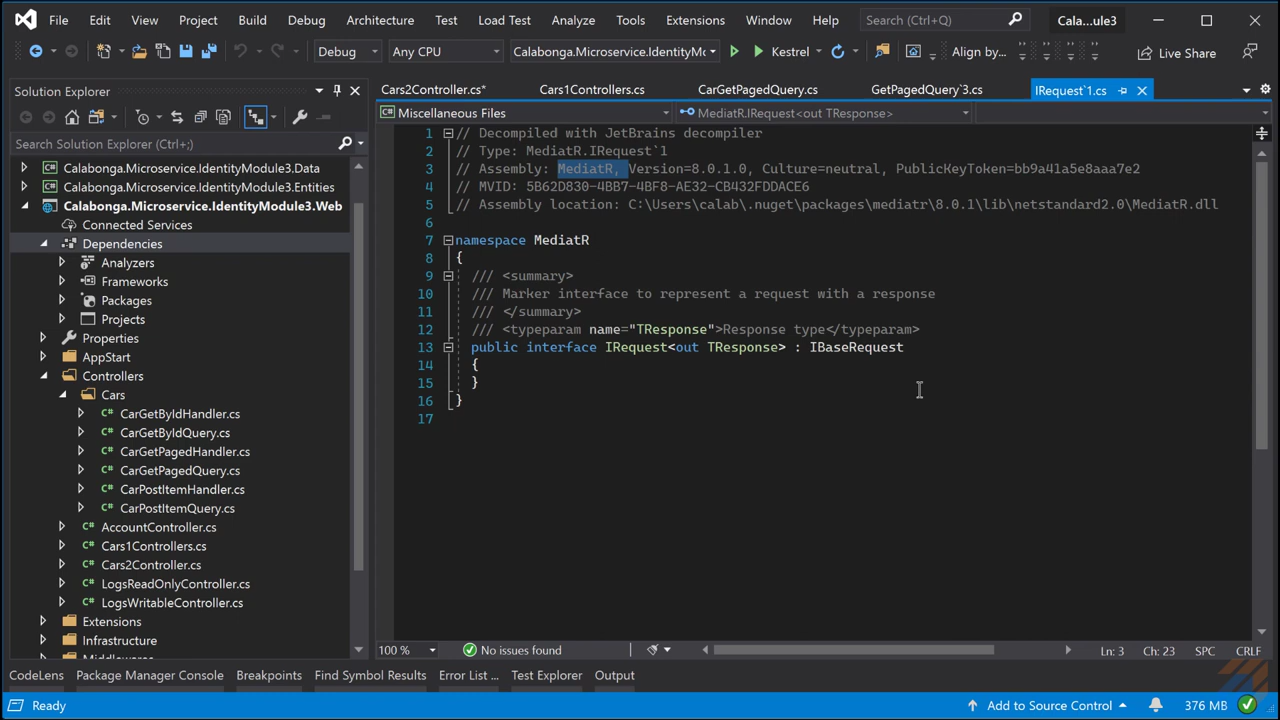 File Edit View Project Build Debug Architecture Test Load Test Analyze Tools Extensions Window Help Search (Ctrl+Q) Cala...ule3
Debug Any CPU Calabonga.Microservice.IdentityMo Kestrel Align by... Live Share
Solution Explorer
Cars2Controller.cs* Cars1Controllers.cs CarGetPagedQuery.cs GetPagedQuery`3.cs IRequest`1.cs
Miscellaneous Files MediatR.IRequest<out TResponse>
Search Solution Explorer (Ctrl+;)
Calabonga.Microservice.IdentityModule3.Data
Calabonga.Microservice.IdentityModule3.Entities
Calabonga.Microservice.IdentityModule3.Web
Connected Services
Dependencies
Analyzers
Frameworks
Packages
Projects
Properties
AppStart
Controllers
Cars
CarGetByIdHandler.cs
CarGetByIdQuery.cs
CarGetPagedHandler.cs
CarGetPagedQuery.cs
CarPostItemHandler.cs
CarPostItemQuery.cs
AccountController.cs
Cars1Controllers.cs
Cars2Controller.cs
LogsReadOnlyController.cs
LogsWritableController.cs
Extensions
Infrastructure
Middlewares
1 // Decompiled with JetBrains decompiler
2 // Type: MediatR.IRequest`1
3 // Assembly: MediatR, Version=8.0.1.0, Culture=neutral, PublicKeyToken=bb9a41a5e8aaa7e2
4 // MVID: 5B62D830-4BB7-4BF8-AE32-CB432FDDACE6
5 // Assembly location: C:\Users\calab\.nuget\packages\mediatr\8.0.1\lib\netstandard2.0\MediatR.dll
6
7 namespace MediatR
8 {
9 /// <summary>
10 /// Marker interface to represent a request with a response
11 /// </summary>
12 /// <typeparam name="TResponse">Response type</typeparam>
13 public interface IRequest<out TResponse> : IBaseRequest
14 {
15 }
16 }
17
100 % No issues found Ln: 3 Ch: 23 SPC CRLF
CodeLens Package Manager Console Breakpoints Find Symbol Results Error List ... Test Explorer Output
Ready Add to Source Control 376 MB